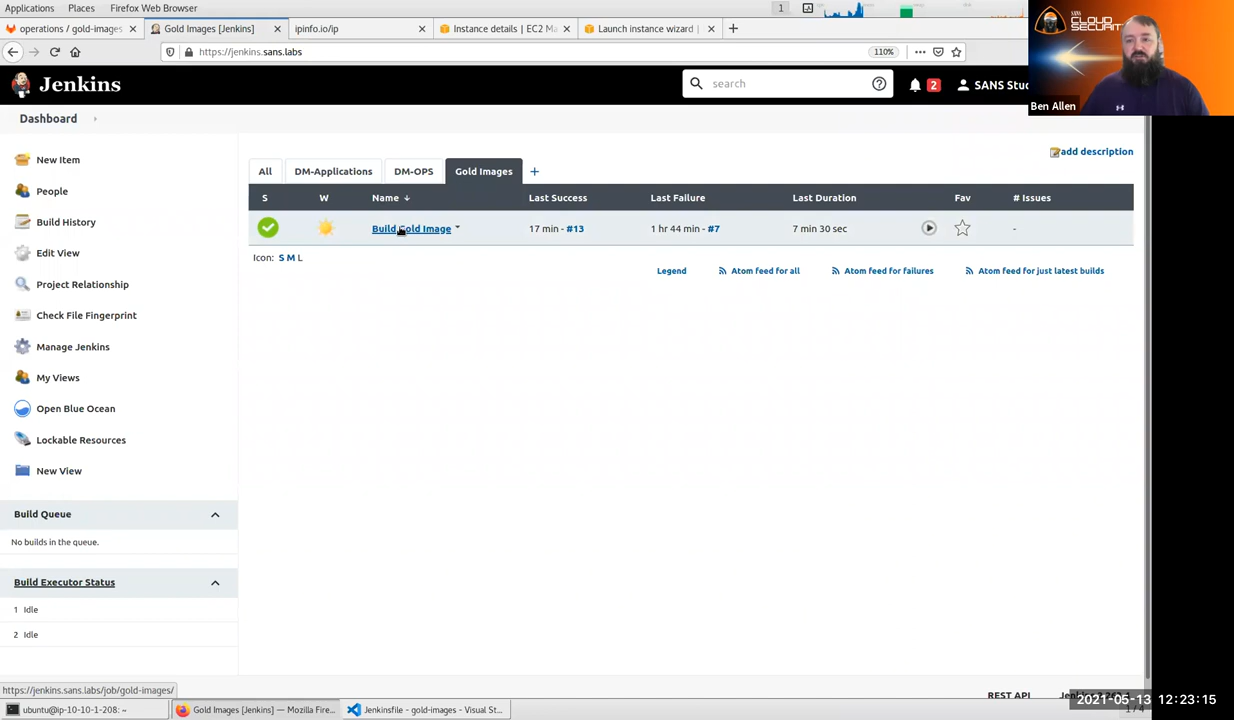 Applications Places Firefox Web Browser 1
operations / gold-images Gold Images [Jenkins] ipinfo.io/ip Instance details | EC2 Ma Launch instance wizard |
https://jenkins.sans.labs 110%
SANS
CLOUD
SECURIT
Ben Allen
Jenkins search 2 SANS Stu
Dashboard
add description
New Item
People
Build History
Edit View
Project Relationship
Check File Fingerprint
Manage Jenkins
My Views
Open Blue Ocean
Lockable Resources
New View
All DM-Applications DM-OPS Gold Images +
S W Name ↓ Last Success Last Failure Last Duration Fav # Issues
Build Gold Image 17 min - #13 1 hr 44 min - #7 7 min 30 sec -
Icon: S M L Legend Atom feed for all Atom feed for failures Atom feed for just latest builds
Build Queue
No builds in the queue.
Build Executor Status
1 Idle
2 Idle
https://jenkins.sans.labs/job/gold-images/
REST API
2021-05-13 12:23:15
ubuntu@ip-10-10-1-208: ~ Gold Images [Jenkins] — Mozilla Fire... Jenkinsfile - gold-images - Visual St... 1 / 4